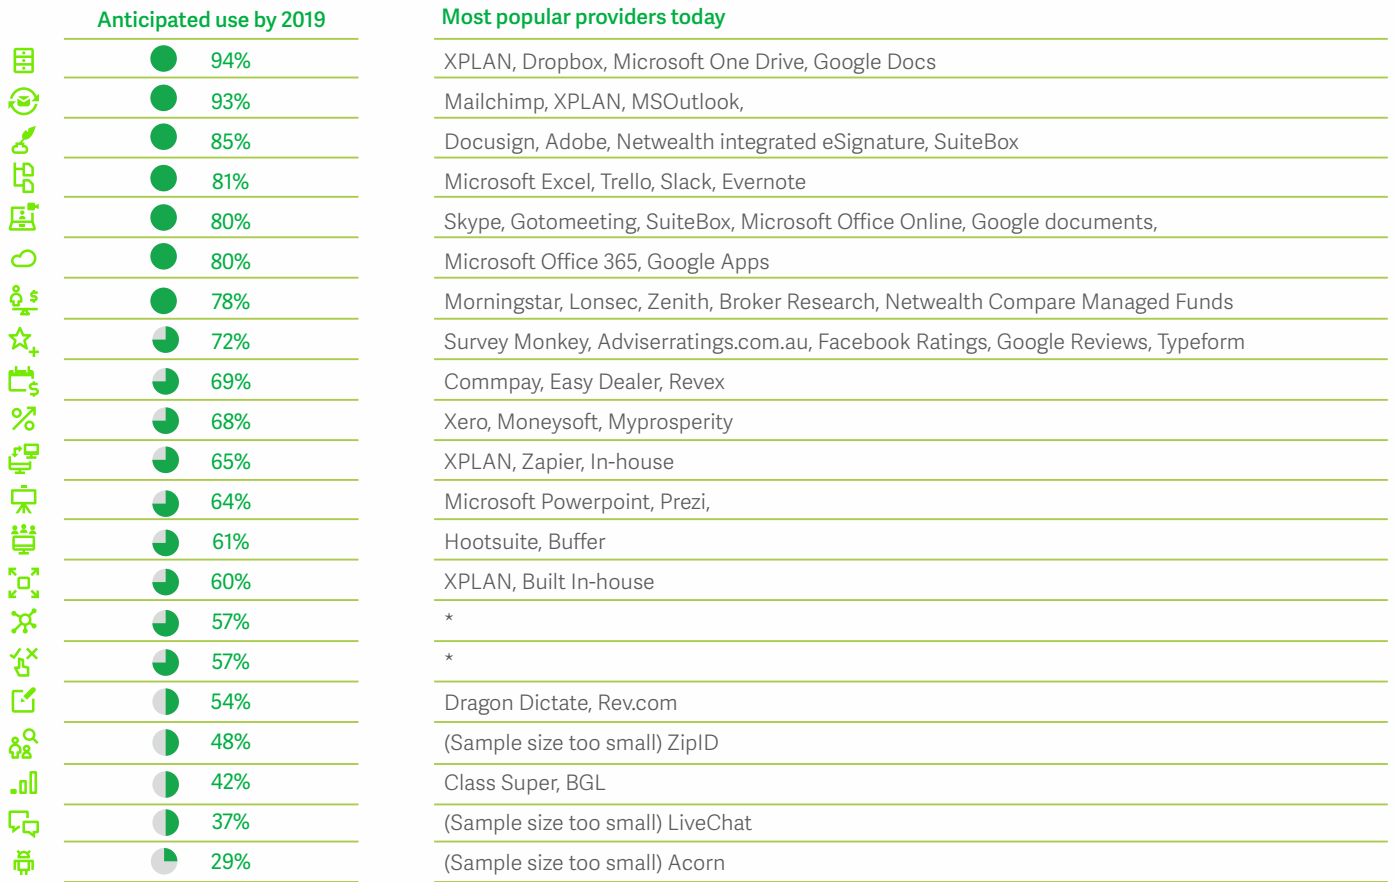 Anticipated use by 2019 Most popular providers today
94% XPLAN, Dropbox, Microsoft One Drive, Google Docs
93% Mailchimp, XPLAN, MSOutlook,
85% Docusign, Adobe, Netwealth integrated eSignature, SuiteBox
81% Microsoft Excel, Trello, Slack, Evernote
80% Skype, Gotomeeting, SuiteBox, Microsoft Office Online, Google documents,
80% Microsoft Office 365, Google Apps
78% Morningstar, Lonsec, Zenith, Broker Research, Netwealth Compare Managed Funds
72% Survey Monkey, Adviserratings.com.au, Facebook Ratings, Google Reviews, Typeform
69% Commpay, Easy Dealer, Revex
68% Xero, Moneysoft, Myprosperity
65% XPLAN, Zapier, In-house
64% Microsoft Powerpoint, Prezi,
61% Hootsuite, Buffer
60% XPLAN, Built In-house
57% *
57% *
54% Dragon Dictate, Rev.com
48% (Sample size too small) ZipID
42% Class Super, BGL
37% (Sample size too small) LiveChat
29% (Sample size too small) Acorn